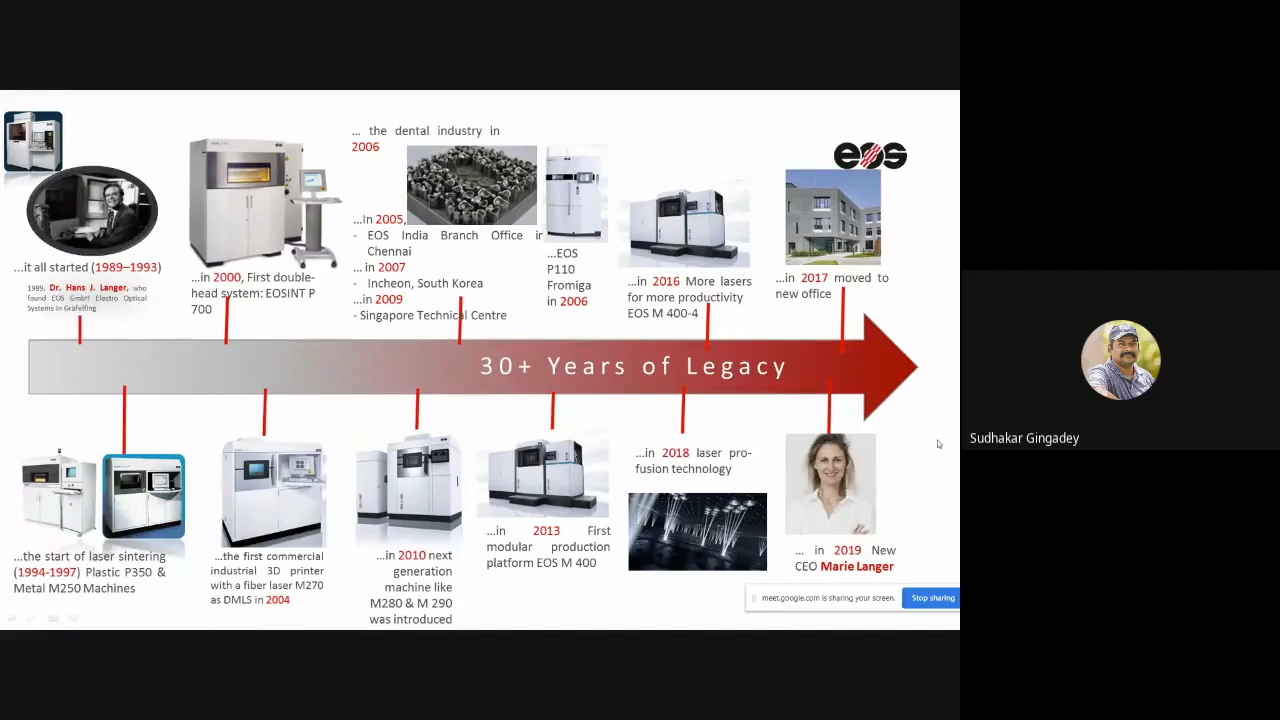 ... the dental industry in
2006
eos
...In 2005,
- EOS India Branch Office in
Chennai
... in 2007
- Incheon, South Korea
...in 2009
- Singapore Technical Centre
...it all started (1989–1993)
1989, Dr. Hans J. Langer, who
found EOS GmbH Electro Optical
Systems in Gräfelfing
...in 2000, First double-
head system: EOSINT P
700
...EOS
P110
Fromiga
in 2006
...in 2016 More lasers
for more productivity
EOS M 400-4
...in 2017 moved to
new office
30+ Years of Legacy
...the start of laser sintering
(1994-1997) Plastic P350 &
Metal M250 Machines
...the first commercial
industrial 3D printer
with a fiber laser M270
as DMLS in 2004
...in 2010 next
generation
machine like
M280 & M 290
was introduced
...in 2013 First
modular production
platform EOS M 400
...in 2018 laser pro-
fusion technology
... in 2019 New
CEO Marie Langer
meet.google.com is sharing your screen.
Stop sharing
Sudhakar Gingadey